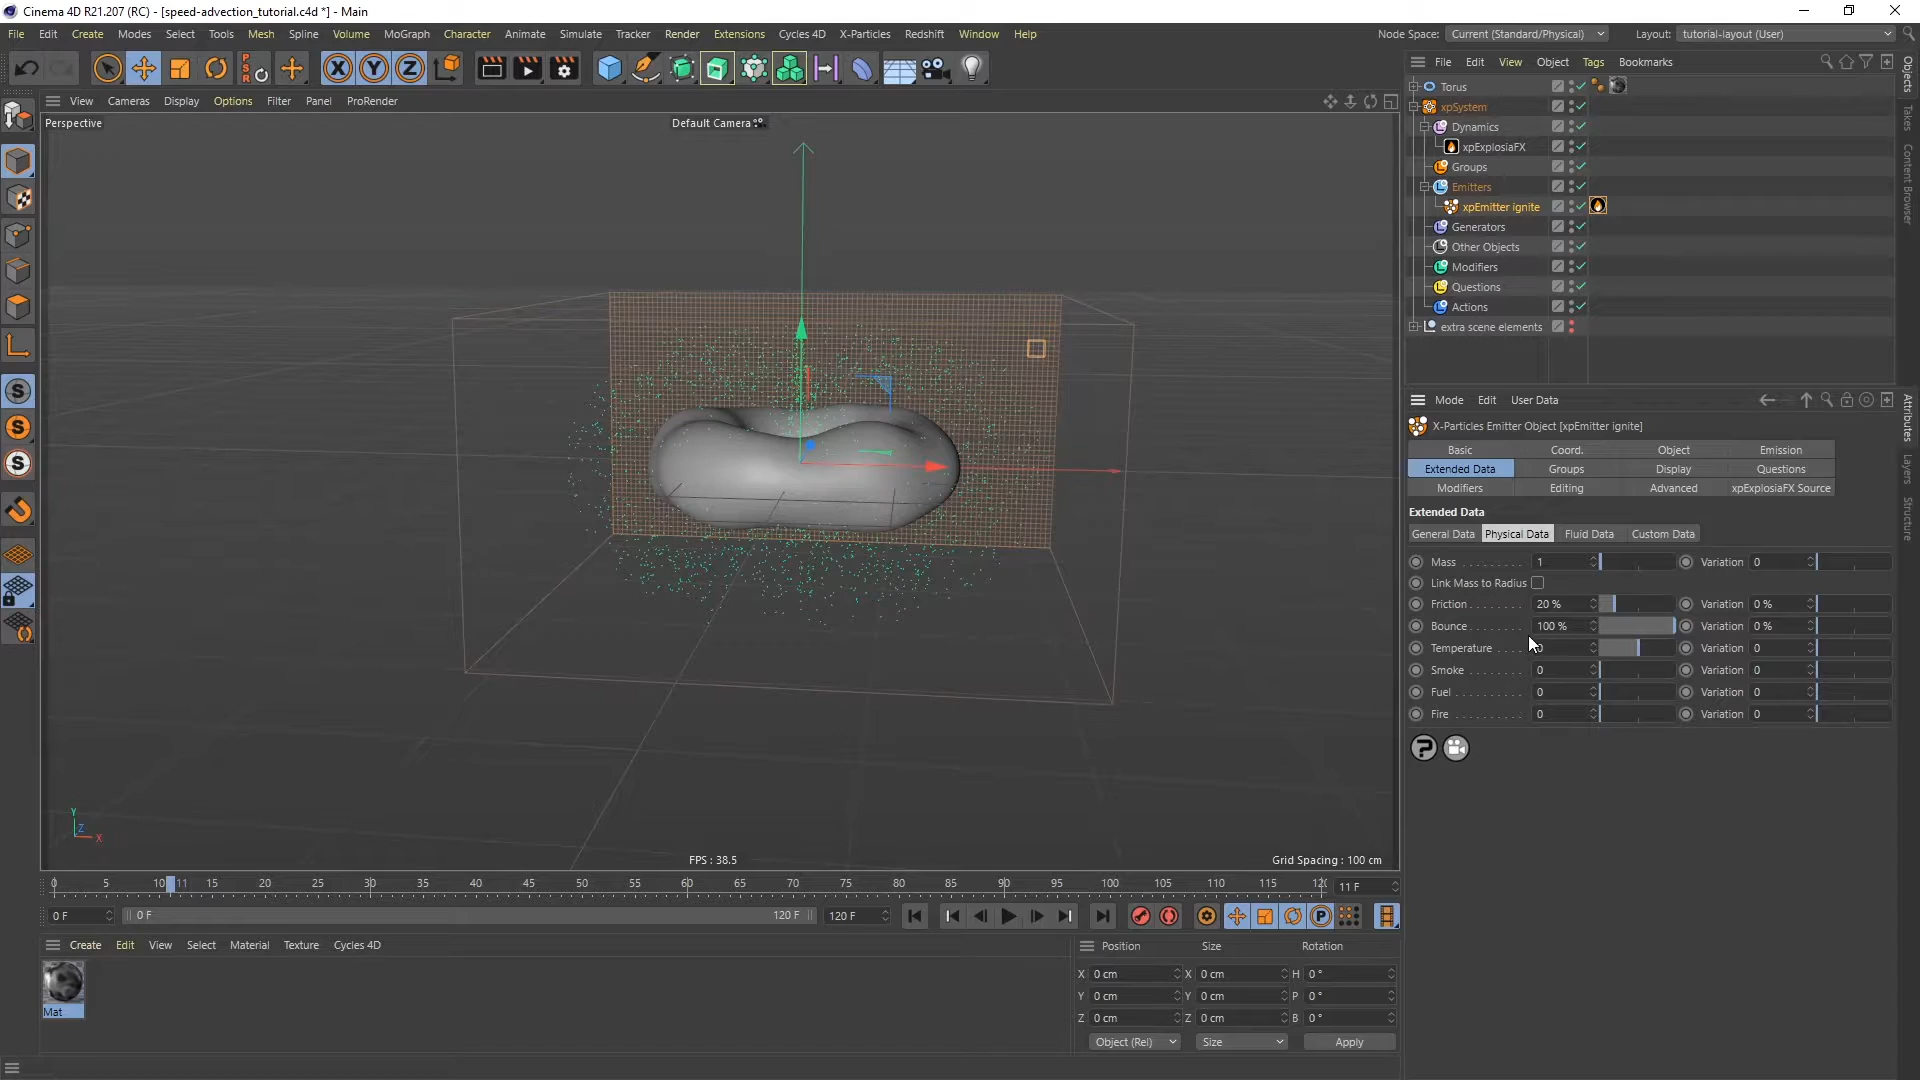 Cinema 4D R21.207 (RC) - [speed-advection_tutorial.c4d *] - Main
File Edit Create Modes Select Tools Mesh Spline Volume MoGraph Character Animate Simulate Tracker Render Extensions Cycles 4D X-Particles Redshift Window Help Node Space: Current (Standard/Physical) Layout: tutorial-layout (User)
PSR X Y Z
File Edit View Object Tags Bookmarks
View Cameras Display Options Filter Panel ProRender
Perspective
Default Camera
Torus
xpSystem
Dynamics
xpExplosiaFX
Groups
Emitters
xpEmitter ignite
Generators
Other Objects
Modifiers
Questions
Actions
extra scene elements
Objects
Takes
Content Browser
Attributes
Layers
Structure
Mode Edit User Data
X-Particles Emitter Object [xpEmitter ignite]
Basic Coord. Object Emission
Extended Data Groups Display Questions
Modifiers Editing Advanced xpExplosiaFX Source
Extended Data
General Data Physical Data Fluid Data Custom Data
Mass 1 Variation 0
Link Mass to Radius
Friction 20 % Variation 0 %
Bounce 100 % Variation 0 %
Temperature 0 Variation 0
Smoke 0 Variation 0
Fuel 0 Variation 0
Fire 0 Variation 0
Y
Z
X
FPS : 38.5
Grid Spacing : 100 cm
0 5 10 11 15 20 25 30 35 40 45 50 55 60 65 70 75 80 85 90 95 100 105 110 115 120 11 F
0 F 0 F 120 F 120 F
Create Edit View Select Material Texture Cycles 4D
Mat
Position Size Rotation
X 0 cm X 0 cm H 0 °
Y 0 cm Y 0 cm P 0 °
Z 0 cm Z 0 cm B 0 °
Object (Rel) Size Apply